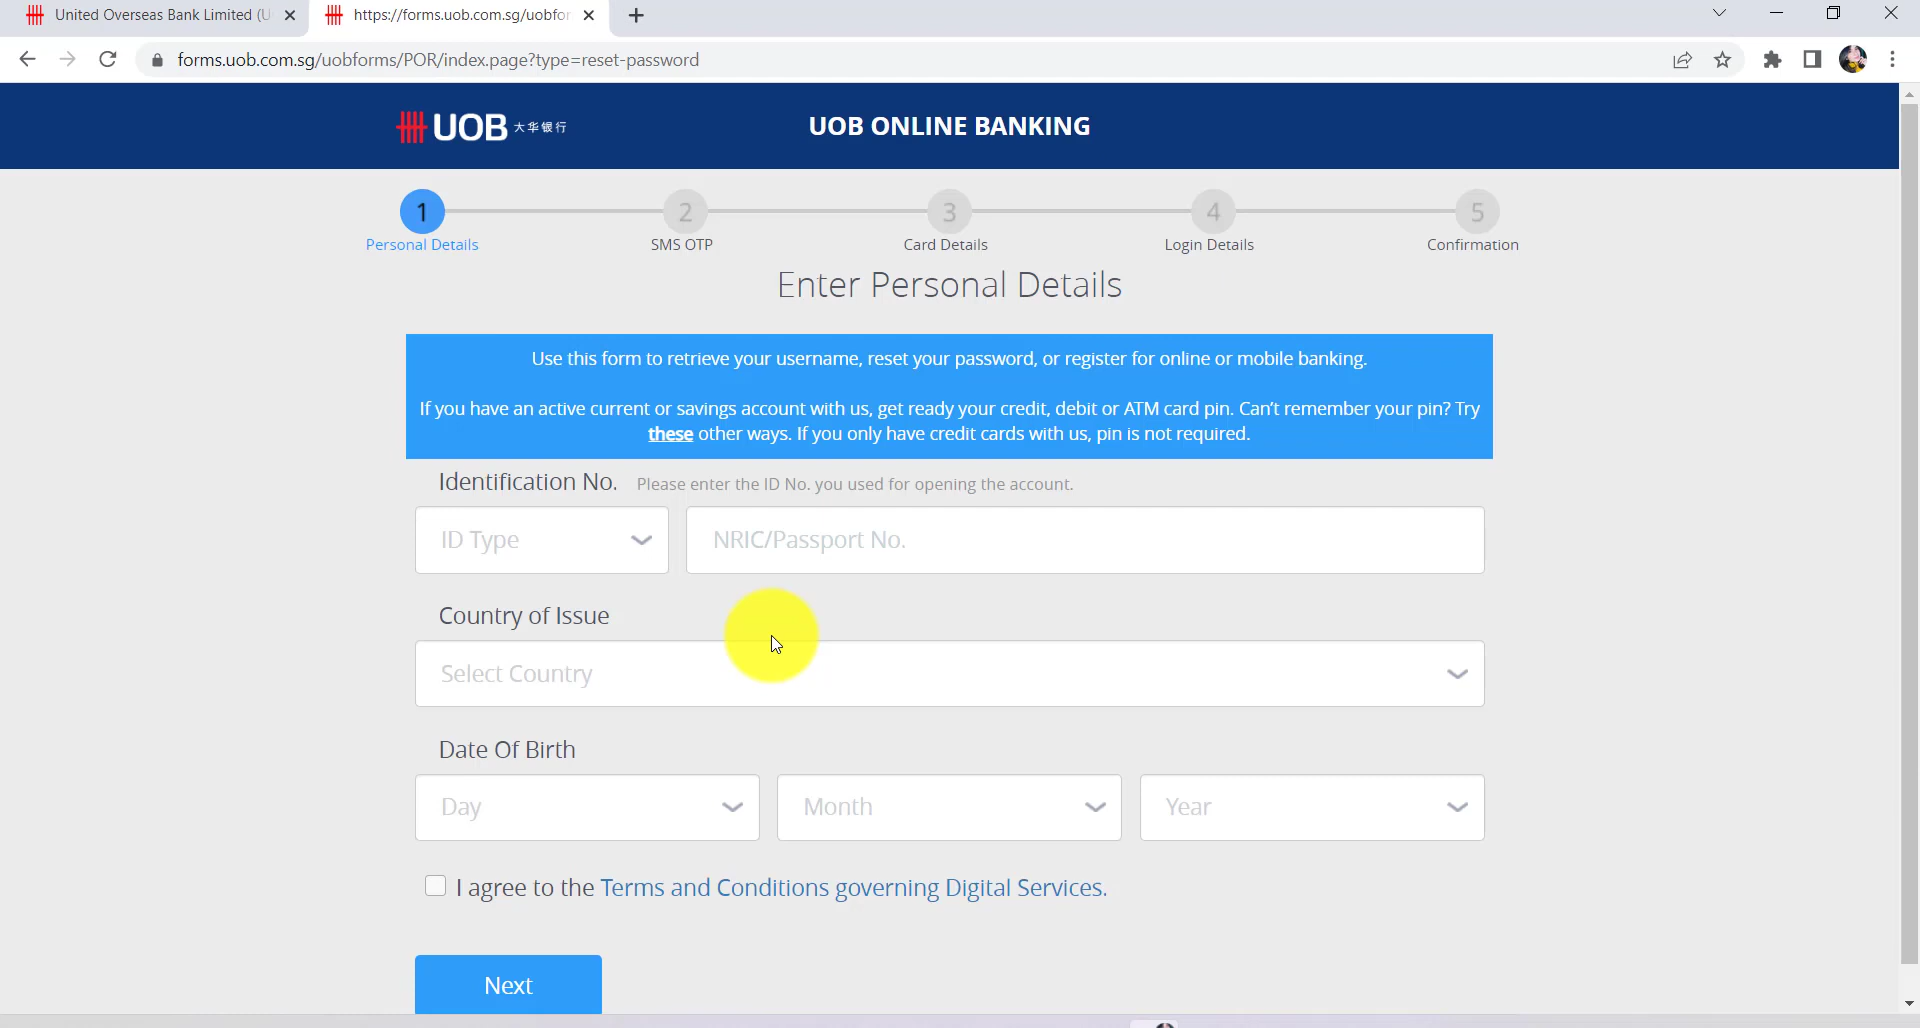 United Overseas Bank Limited (U
https://forms.uob.com.sg/uobfor
forms.uob.com.sg/uobforms/POR/index.page?type=reset-password
UOB 大华银行
UOB ONLINE BANKING
1
2
3
4
5
Personal Details
SMS OTP
Card Details
Login Details
Confirmation
Enter Personal Details
Use this form to retrieve your username, reset your password, or register for online or mobile banking.
If you have an active current or savings account with us, get ready your credit, debit or ATM card pin. Can't remember your pin? Try
these other ways. If you only have credit cards with us, pin is not required.
Identification No. Please enter the ID No. you used for opening the account.
ID Type
NRIC/Passport No.
Country of Issue
Select Country
Date Of Birth
Day
Month
Year
I agree to the Terms and Conditions governing Digital Services.
Next